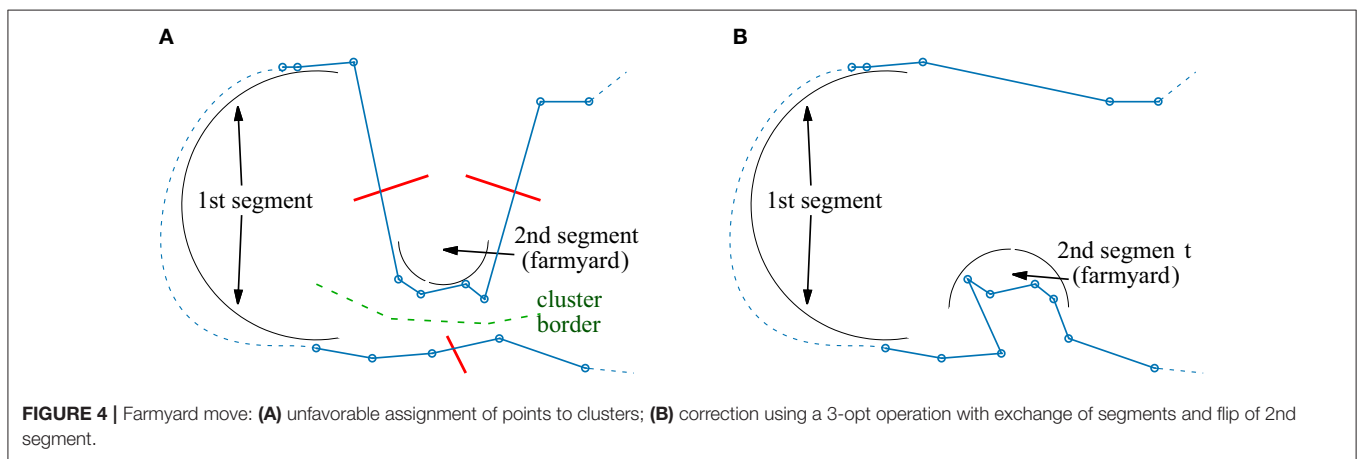 A
1st segment
2nd segment
(farmyard)
cluster
border
B
1st segment
2nd segmen t
(farmyard)
FIGURE 4 | Farmyard move: (A) unfavorable assignment of points to clusters; (B) correction using a 3-opt operation with exchange of segments and flip of 2nd
segment.